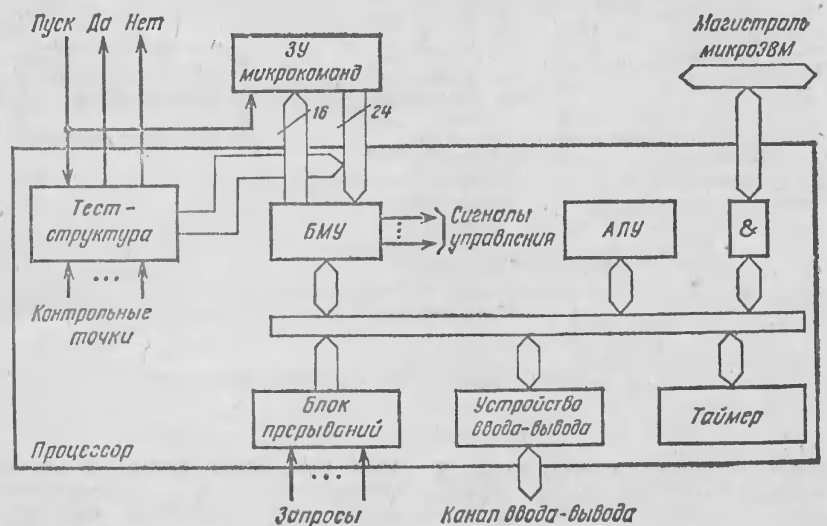 Пуск Да Нет
ЗУ
микрокоманд
Магистраль
микроЭВМ
16
24
Тест-
структура
БМУ
Сигналы
управления
АЛУ
&
...
Контрольные
точки
Блок
прерываний
Устройство
ввода-вывода
Таймер
Процессор
...
Запросы
Канал ввода-вывода